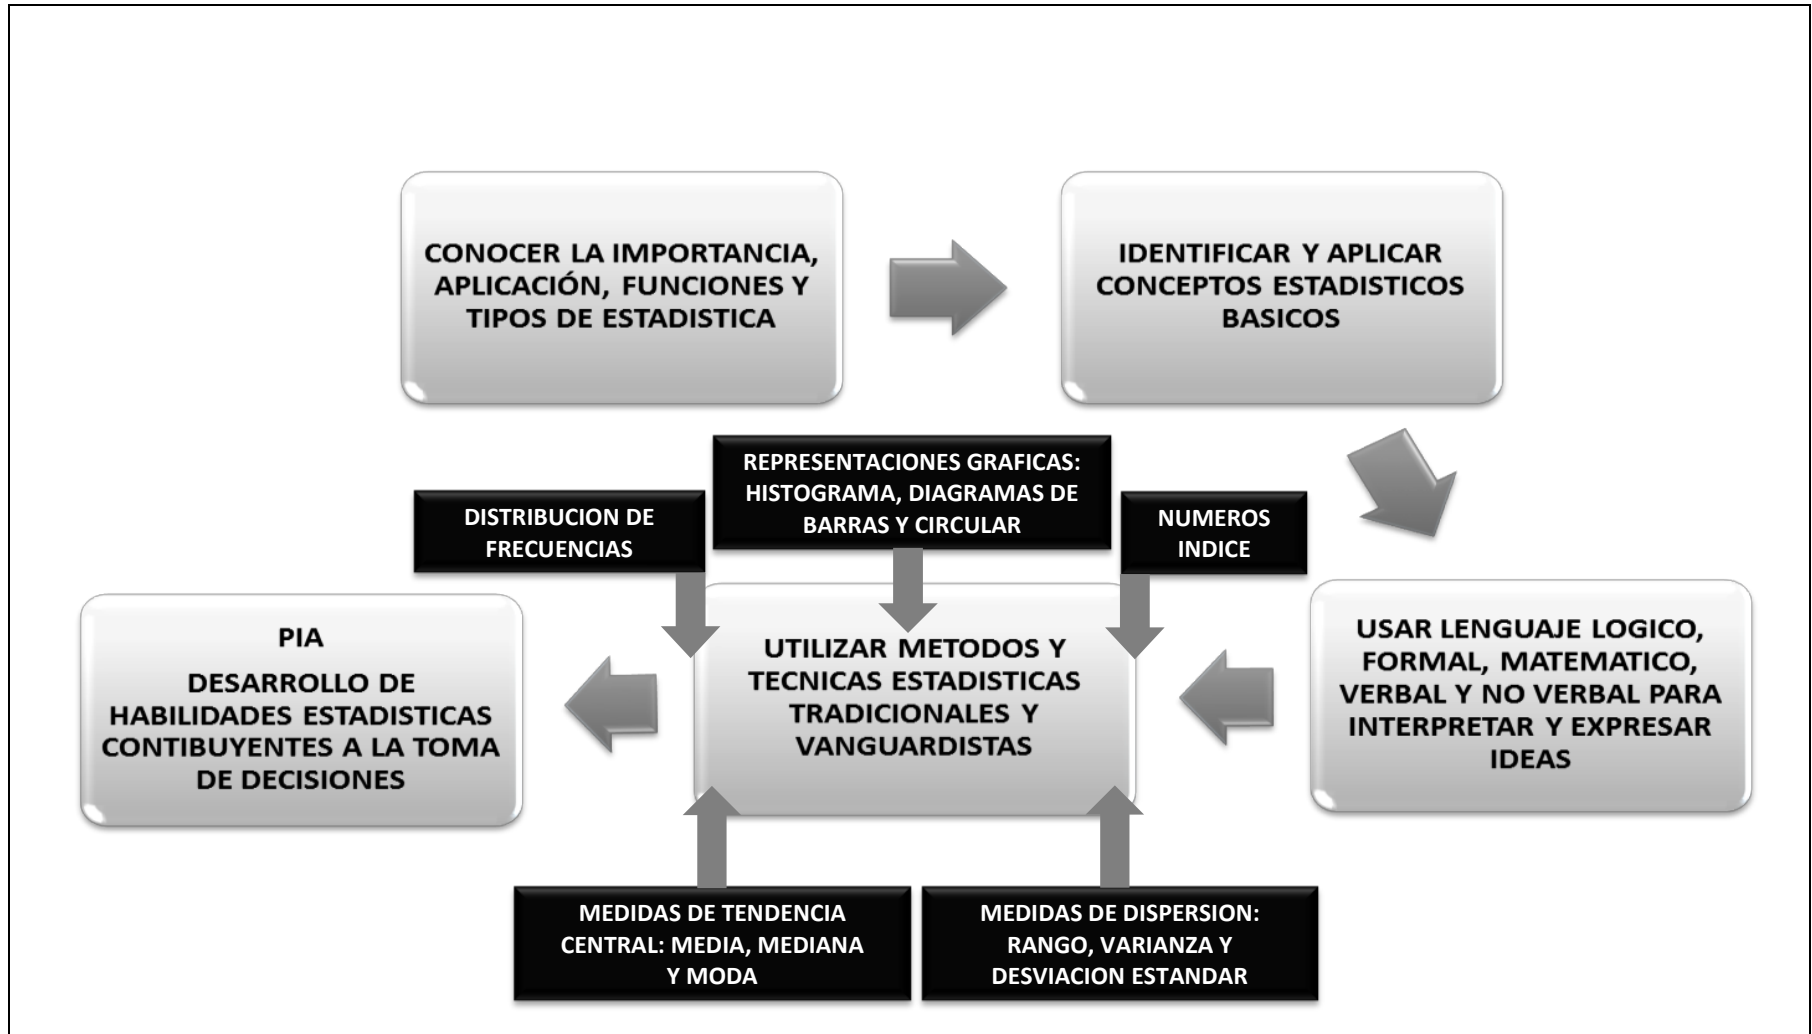 CONOCER LA IMPORTANCIA,
APLICACIÓN, FUNCIONES Y
TIPOS DE ESTADISTICA
IDENTIFICAR Y APLICAR
CONCEPTOS ESTADISTICOS
BASICOS
REPRESENTACIONES GRAFICAS:
HISTOGRAMA, DIAGRAMAS DE
BARRAS Y CIRCULAR
DISTRIBUCION DE
FRECUENCIAS
NUMEROS
INDICE
USAR LENGUAJE LOGICO,
FORMAL, MATEMATICO,
VERBAL Y NO VERBAL PARA
INTERPRETAR Y EXPRESAR
IDEAS
UTILIZAR METODOS Y
TECNICAS ESTADISTICAS
TRADICIONALES Y
VANGUARDISTAS
PIA
DESARROLLO DE
HABILIDADES ESTADISTICAS
CONTIBUYENTES A LA TOMA
DE DECISIONES
MEDIDAS DE TENDENCIA
CENTRAL: MEDIA, MEDIANA
Y MODA
MEDIDAS DE DISPERSION:
RANGO, VARIANZA Y
DESVIACION ESTANDAR